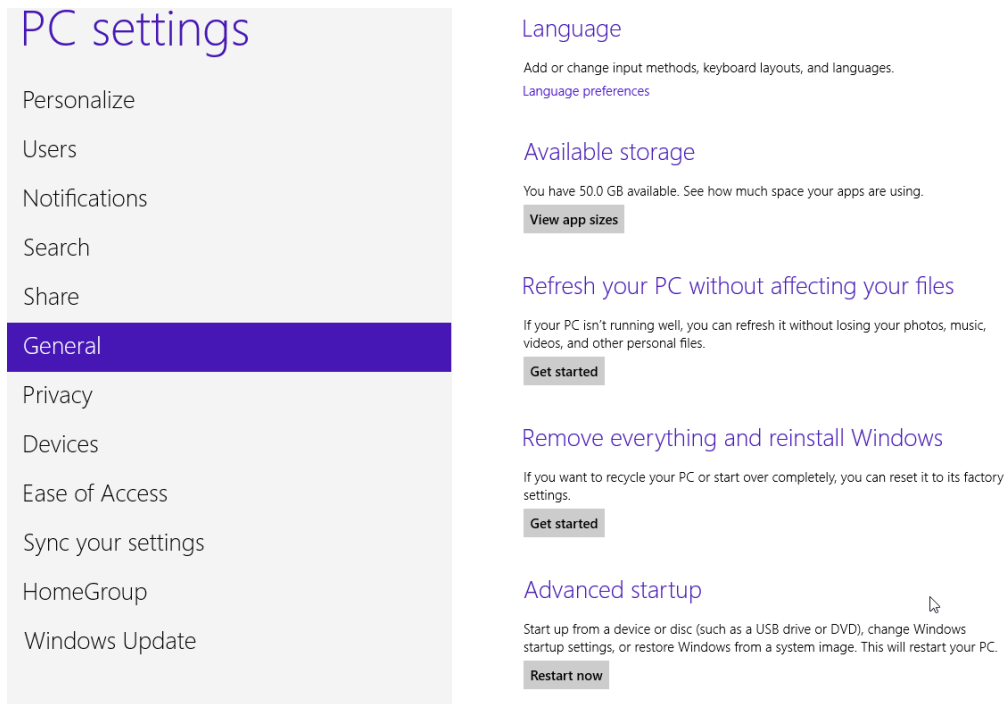 PC settings
Personalize
Users
Notifications
Search
Share
General
Privacy
Devices
Ease of Access
Sync your settings
HomeGroup
Windows Update
Language
Add or change input methods, keyboard layouts, and languages.
Language preferences
Available storage
You have 50.0 GB available. See how much space your apps are using.
View app sizes
Refresh your PC without affecting your files
If your PC isn't running well, you can refresh it without losing your photos, music,
videos, and other personal files.
Get started
Remove everything and reinstall Windows
If you want to recycle your PC or start over completely, you can reset it to its factory
settings.
Get started
Advanced startup
Start up from a device or disc (such as a USB drive or DVD), change Windows
startup settings, or restore Windows from a system image. This will restart your PC.
Restart now